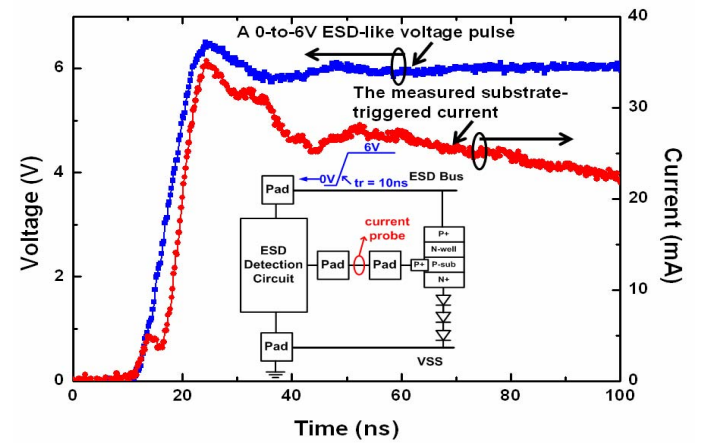 A 0-to-6V ESD-like voltage pulse
The measured substrate-
triggered current
6V
0V
tr = 10ns
ESD Bus
Pad
current
probe
ESD
Detection
Circuit
Pad
Pad
P+
P+
N-well
P-sub
N+
Pad
VSS
Voltage (V)
0
2
4
6
Current (mA)
0
10
20
30
40
0
20
40
60
80
100
Time (ns)